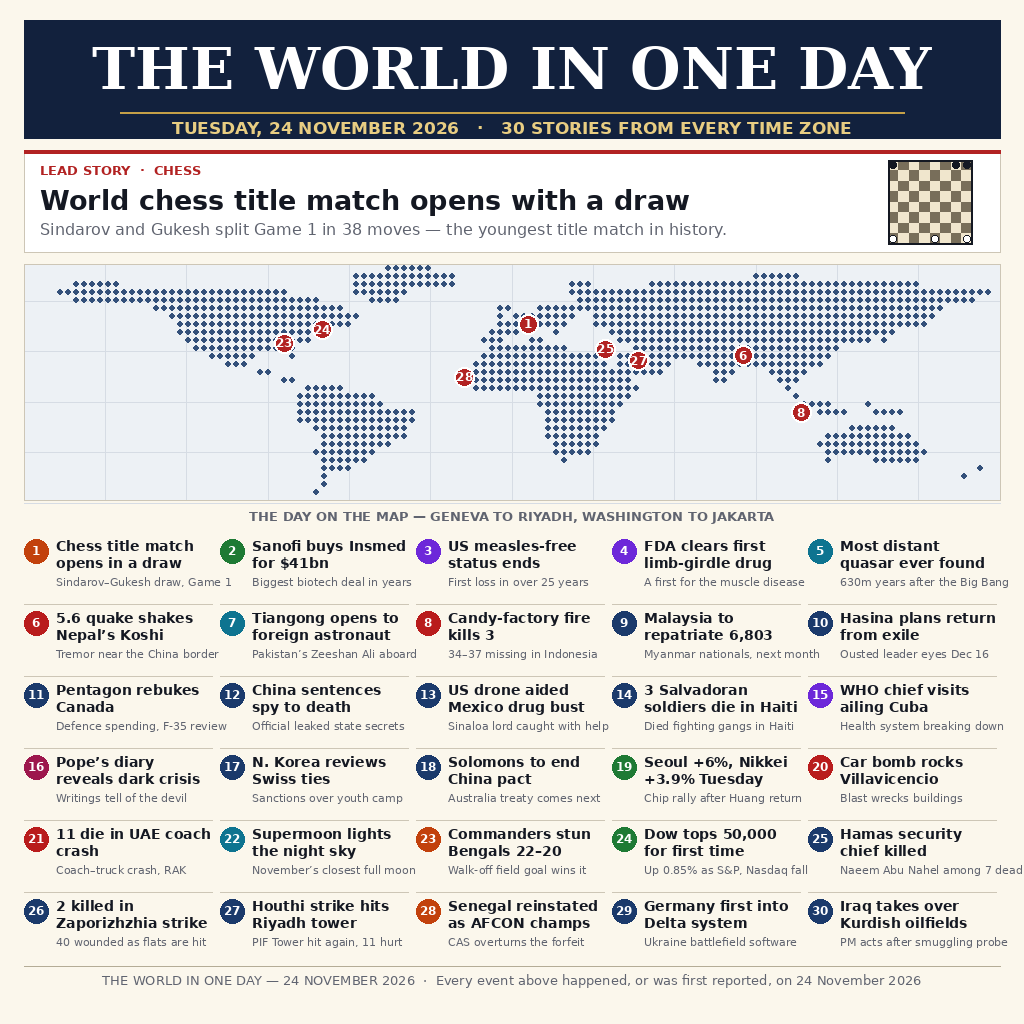 THE WORLD IN ONE DAY
TUESDAY, 24 NOVEMBER 2026 · 30 STORIES FROM EVERY TIME ZONE
LEAD STORY · CHESS
World chess title match opens with a draw
Sindarov and Gukesh split Game 1 in 38 moves — the youngest title match in history.
24
1
23
25
6
27
28
8
THE DAY ON THE MAP — GENEVA TO RIYADH, WASHINGTON TO JAKARTA
1
Chess title match
opens in a draw
Sindarov–Gukesh draw, Game 1
2
Sanofi buys Insmed
for $41bn
Biggest biotech deal in years
3
US measles-free
status ends
First loss in over 25 years
4
FDA clears first
limb-girdle drug
A first for the muscle disease
5
Most distant
quasar ever found
630m years after the Big Bang
6
5.6 quake shakes
Nepal’s Koshi
Tremor near the China border
7
Tiangong opens to
foreign astronaut
Pakistan’s Zeeshan Ali aboard
8
Candy-factory fire
kills 3
34–37 missing in Indonesia
9
Malaysia to
repatriate 6,803
Myanmar nationals, next month
10
Hasina plans return
from exile
Ousted leader eyes Dec 16
11
Pentagon rebukes
Canada
Defence spending, F-35 review
12
China sentences
spy to death
Official leaked state secrets
13
US drone aided
Mexico drug bust
Sinaloa lord caught with help
14
3 Salvadoran
soldiers die in Haiti
Died fighting gangs in Haiti
15
WHO chief visits
ailing Cuba
Health system breaking down
16
Pope’s diary
reveals dark crisis
Writings tell of the devil
17
N. Korea reviews
Swiss ties
Sanctions over youth camp
18
Solomons to end
China pact
Australia treaty comes next
19
Seoul +6%, Nikkei
+3.9% Tuesday
Chip rally after Huang return
20
Car bomb rocks
Villavicencio
Blast wrecks buildings
21
11 die in UAE coach
crash
Coach–truck crash, RAK
22
Supermoon lights
the night sky
November’s closest full moon
23
Commanders stun
Bengals 22–20
Walk-off field goal wins it
24
Dow tops 50,000
for first time
Up 0.85% as S&P, Nasdaq fall
25
Hamas security
chief killed
Naeem Abu Nahel among 7 dead
26
2 killed in
Zaporizhzhia strike
40 wounded as flats are hit
27
Houthi strike hits
Riyadh tower
PIF Tower hit again, 11 hurt
28
Senegal reinstated
as AFCON champs
CAS overturns the forfeit
29
Germany first into
Delta system
Ukraine battlefield software
30
Iraq takes over
Kurdish oilfields
PM acts after smuggling probe
THE WORLD IN ONE DAY — 24 NOVEMBER 2026 · Every event above happened, or was first reported, on 24 November 2026